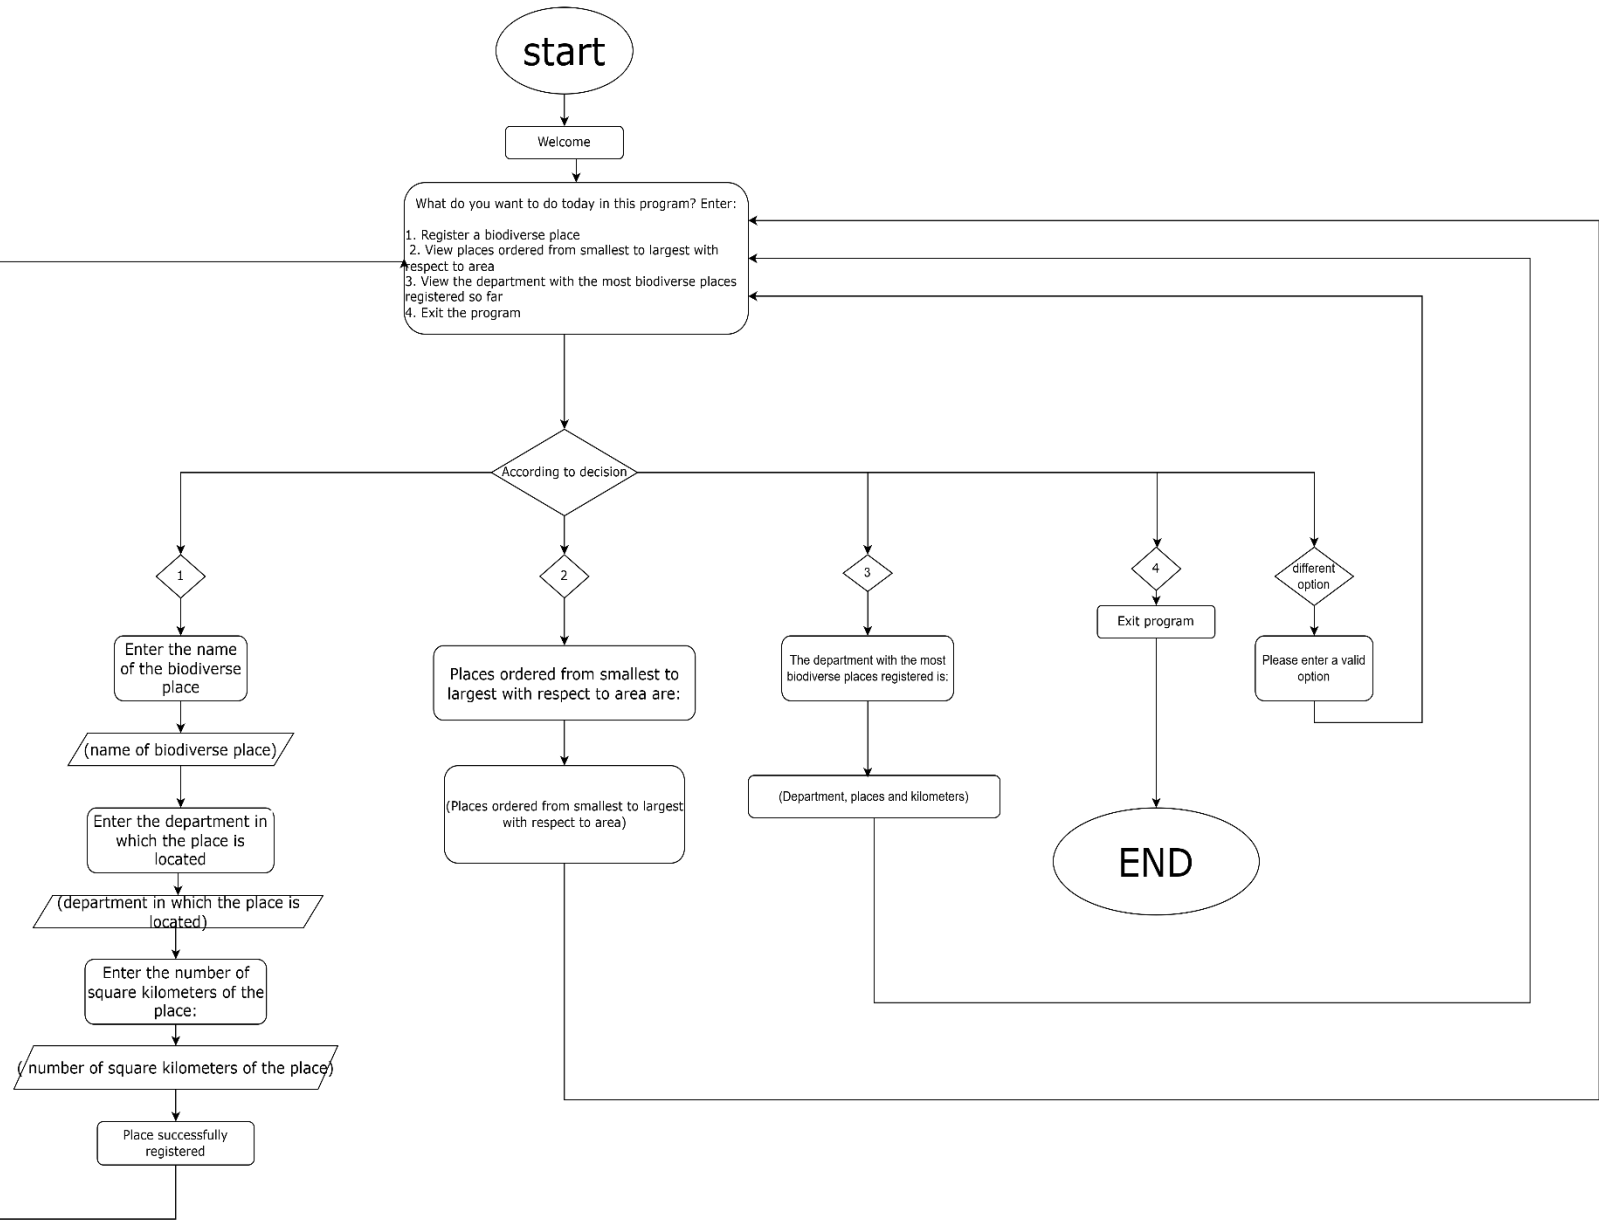 start
Welcome
What do you want to do today in this program? Enter:
1. Register a biodiverse place
2. View places ordered from smallest to largest with
respect to area
3. View the department with the most biodiverse places
registered so far
4. Exit the program
According to decision
1
2
3
4
different
option
Enter the name
of the biodiverse
place
(name of biodiverse place)
Enter the department in
which the place is
located
(department in which the place is
located)
Enter the number of
square kilometers of the
place:
( number of square kilometers of the place)
Place successfully
registered
Places ordered from smallest to
largest with respect to area are:
(Places ordered from smallest to largest
with respect to area)
The department with the most
biodiverse places registered is:
(Department, places and kilometers)
Exit program
END
Please enter a valid
option